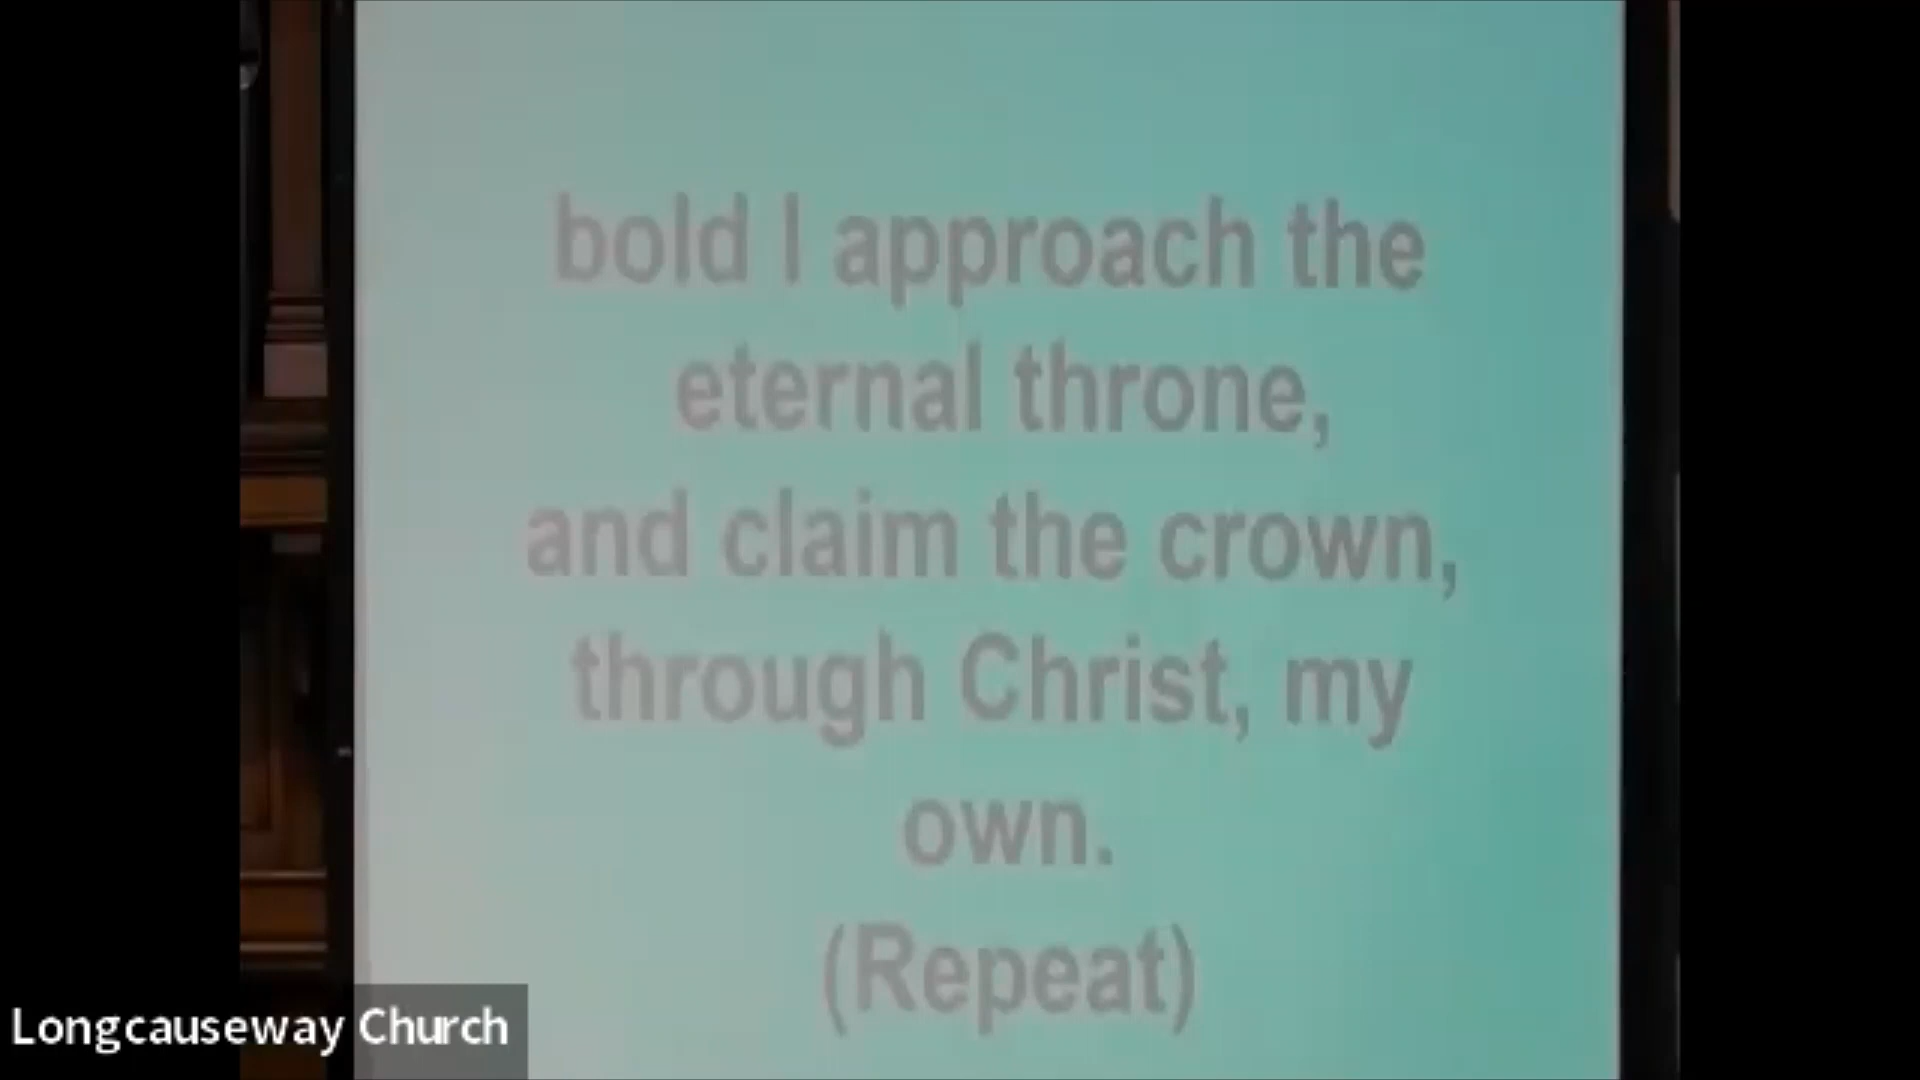 bold I approach the
eternal throne,
and claim the crown,
through Christ, my
own.
(Repeat)
Longcauseway Church